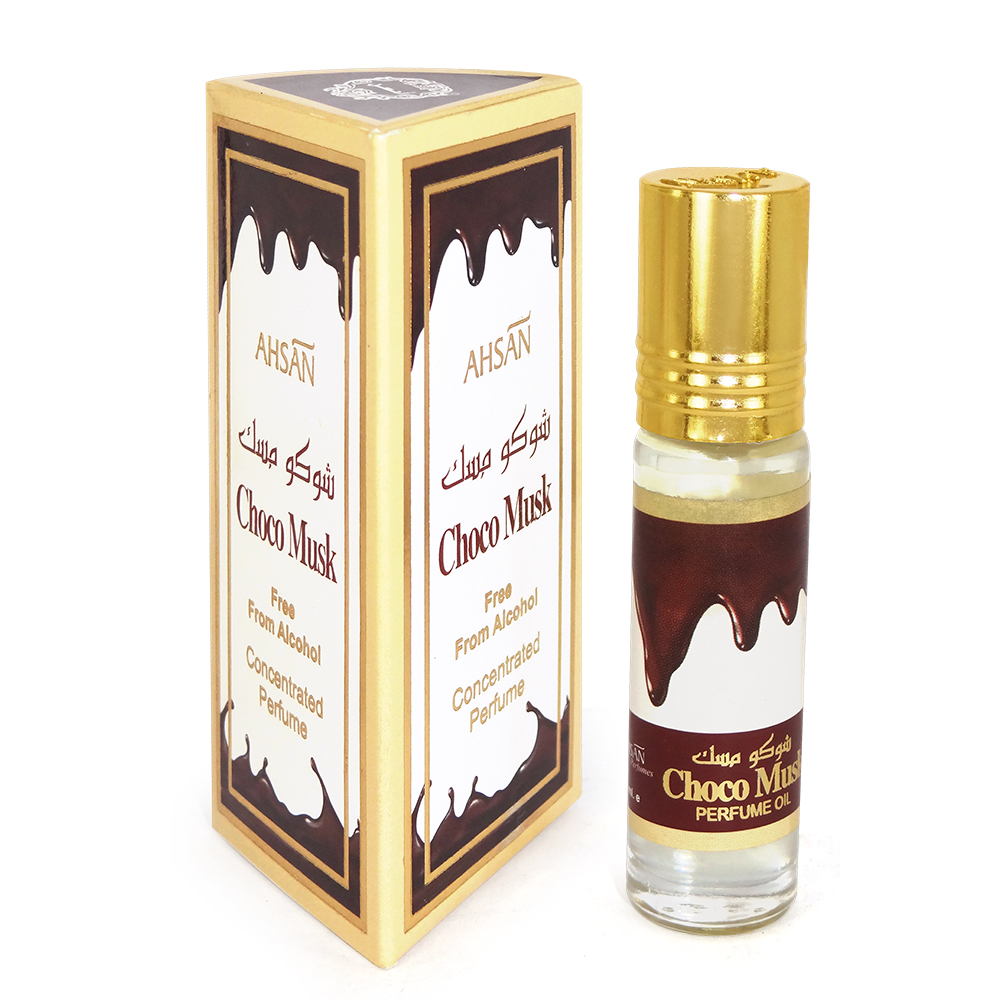 AHSAN
شوكو مسك
Choco Musk
Free
From Alcohol
Concentrated
Perfume
AHSAN
شوكو مسك
Choco Musk
Free
From Alcohol
Concentrated
Perfume
شوكو مسك
Choco Musk
PERFUME OIL